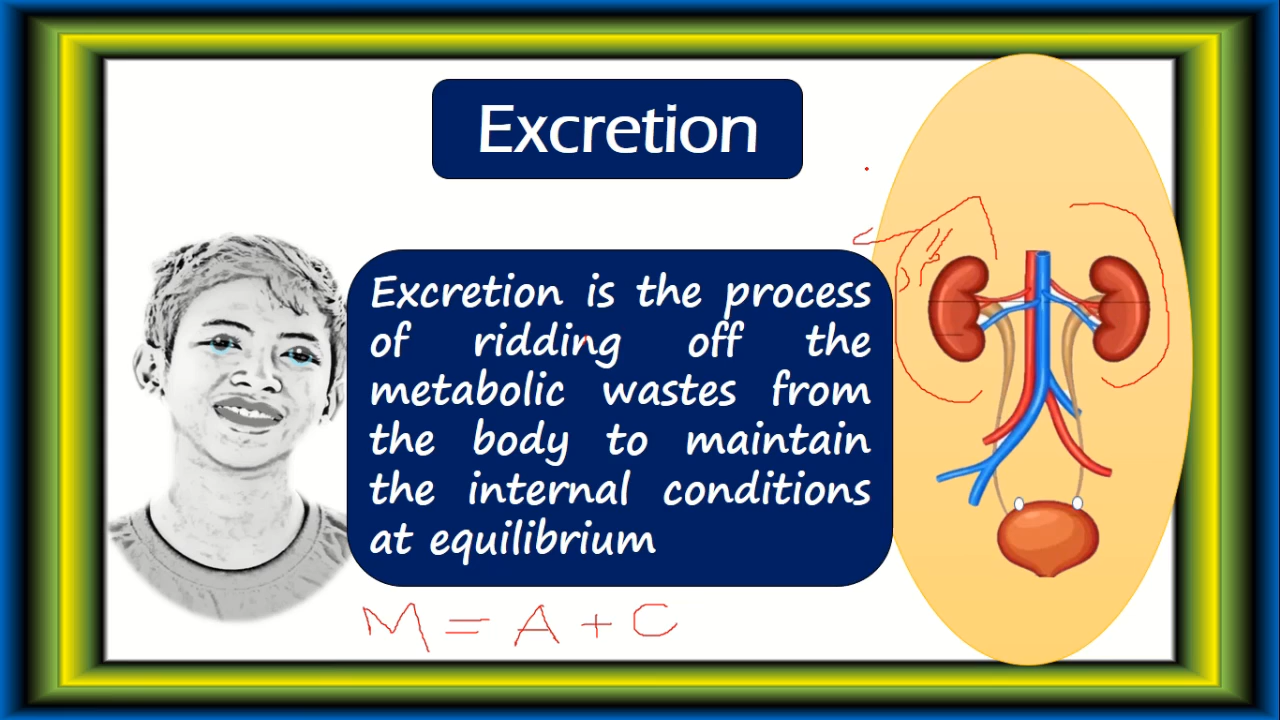 Excretion
Excretion is the process
of ridding off the
metabolic wastes from
the body to maintain
the internal conditions
at equilibrium
M = A + C